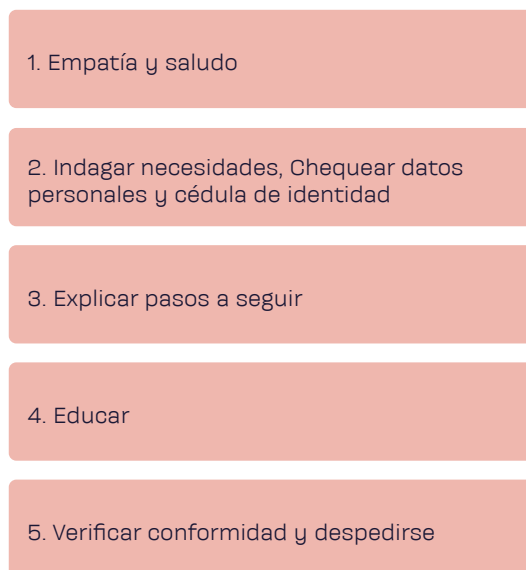 1. Empatía y saludo
2. Indagar necesidades, Chequear datos
personales y cédula de identidad
3. Explicar pasos a seguir
4. Educar
5. Verificar conformidad y despedirse